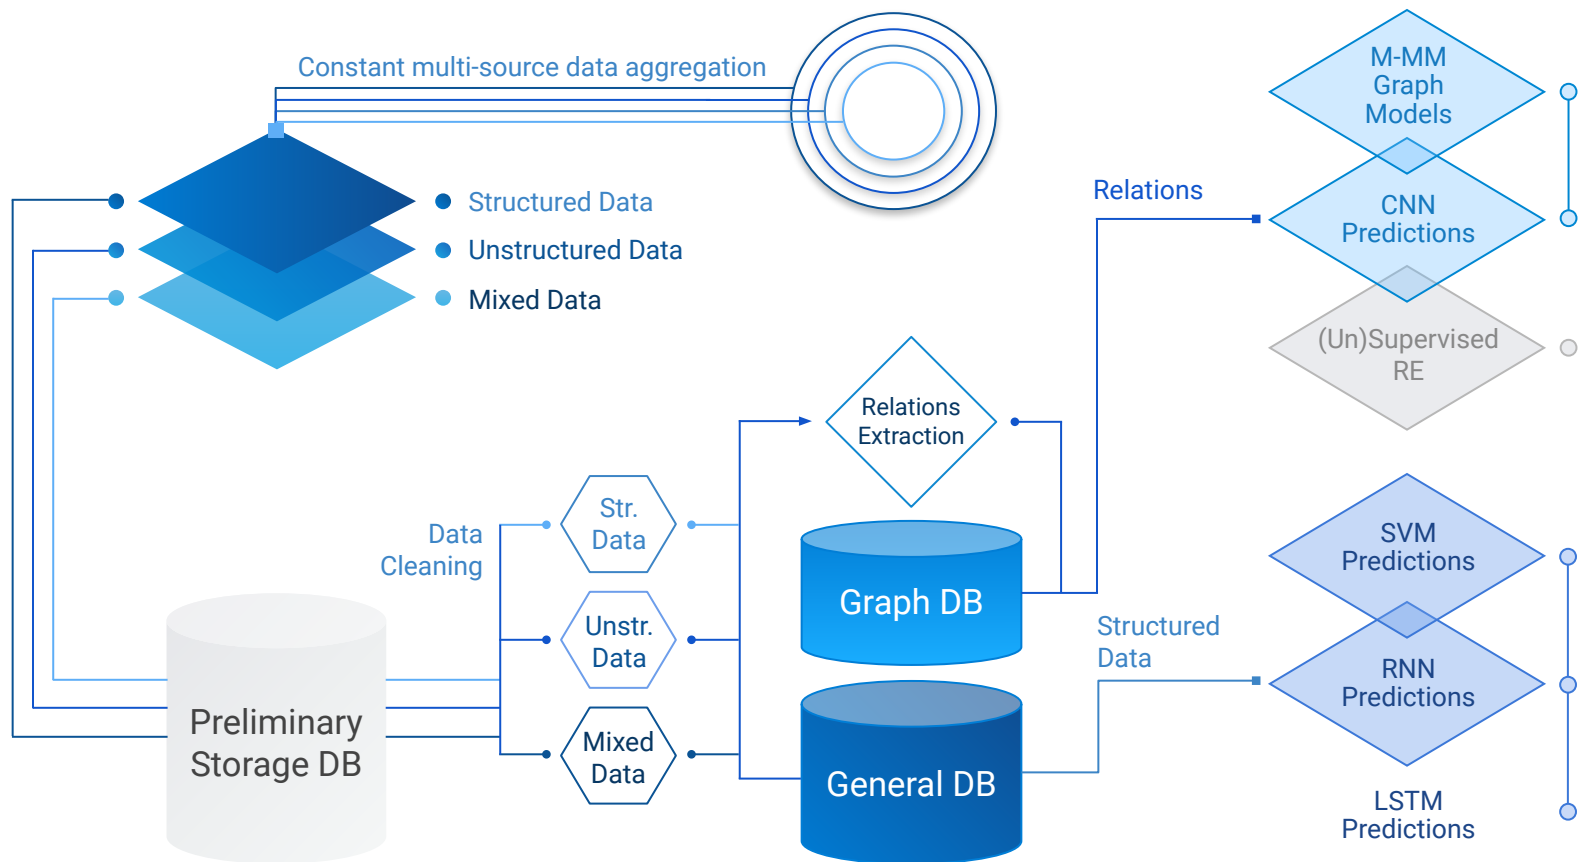 Constant multi-source data aggregation
Structured Data
Unstructured Data
Mixed Data
Preliminary
Storage DB
Data
Cleaning
Str.
Data
Unstr.
Data
Mixed
Data
Relations
Extraction
Graph DB
General DB
Relations
Structured
Data
M-MM
Graph
Models
CNN
Predictions
(Un)Supervised
RE
SVM
Predictions
RNN
Predictions
LSTM
Predictions